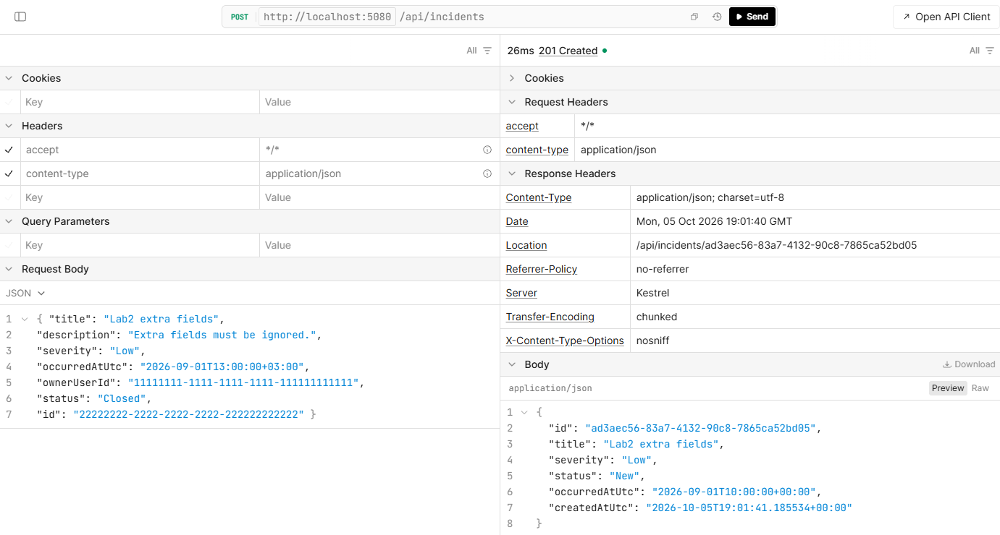 POST http://localhost:5080 /api/incidents Send Open API Client
All
Cookies
Key Value
Headers
accept */*
content-type application/json
Key Value
Query Parameters
Key Value
Request Body
JSON
1 { "title": "Lab2 extra fields",
2 "description": "Extra fields must be ignored.",
3 "severity": "Low",
4 "occurredAtUtc": "2026-09-01T13:00:00+03:00",
5 "ownerUserId": "11111111-1111-1111-1111-111111111111",
6 "status": "Closed",
7 "id": "22222222-2222-2222-2222-222222222222" }
26ms 201 Created All
Cookies
Request Headers
accept */*
content-type application/json
Response Headers
Content-Type application/json; charset=utf-8
Date Mon, 05 Oct 2026 19:01:40 GMT
Location /api/incidents/ad3aec56-83a7-4132-90c8-7865ca52bd05
Referrer-Policy no-referrer
Server Kestrel
Transfer-Encoding chunked
X-Content-Type-Options nosniff
Body Download
application/json Preview Raw
1 {
2 "id": "ad3aec56-83a7-4132-90c8-7865ca52bd05",
3 "title": "Lab2 extra fields",
4 "severity": "Low",
5 "status": "New",
6 "occurredAtUtc": "2026-09-01T10:00:00+00:00",
7 "createdAtUtc": "2026-10-05T19:01:41.185534+00:00"
8 }